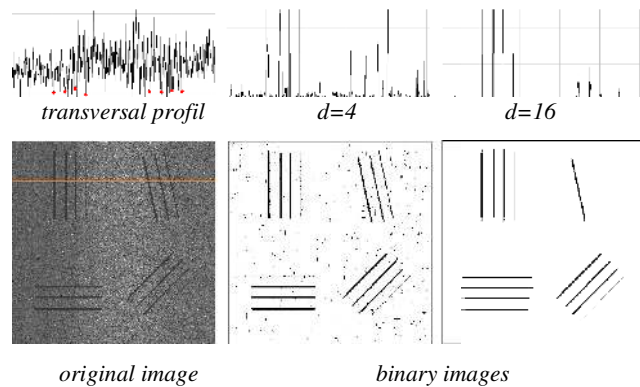 transversal profil d=4 d=16
original image binary images